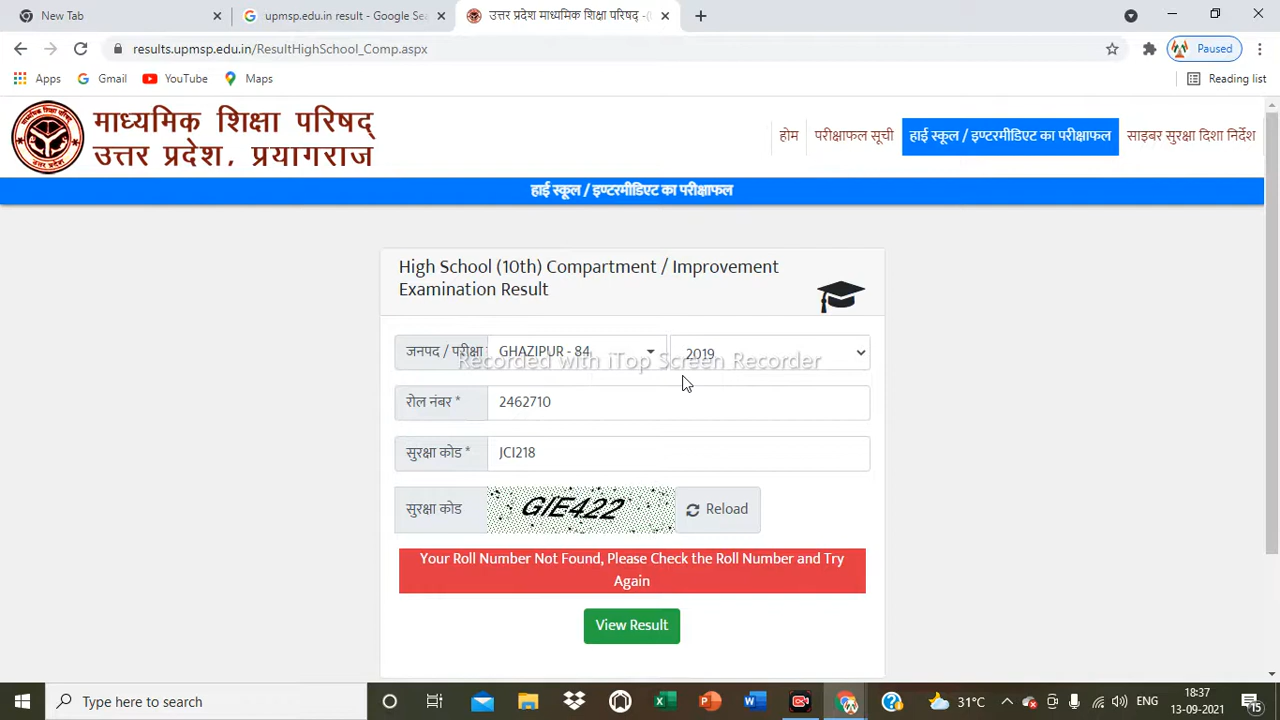 New Tab
upmsp.edu.in result - Google Sea
उत्तर प्रदेश माध्यमिक शिक्षा परिषद् -(
results.upmsp.edu.in/ResultHighSchool_Comp.aspx
Paused
Apps
Gmail
YouTube
Maps
Reading list
माध्यमिक शिक्षा परिषद्
उत्तर प्रदेश, प्रयागराज
होम
परीक्षाफल सूची
हाई स्कूल / इण्टरमीडिएट का परीक्षाफल
साइबर सुरक्षा दिशा निर्देश
हाई स्कूल / इण्टरमीडिएट का परीक्षाफल
High School (10th) Compartment / Improvement
Examination Result
जनपद / परीक्षा
GHAZIPUR - 84
2019
Recorded with iTop Screen Recorder
रोल नंबर *
2462710
सुरक्षा कोड *
JCI218
सुरक्षा कोड
GIE422
Reload
Your Roll Number Not Found, Please Check the Roll Number and Try
Again
View Result
Type here to search
31°C
ENG
18:37
13-09-2021
15